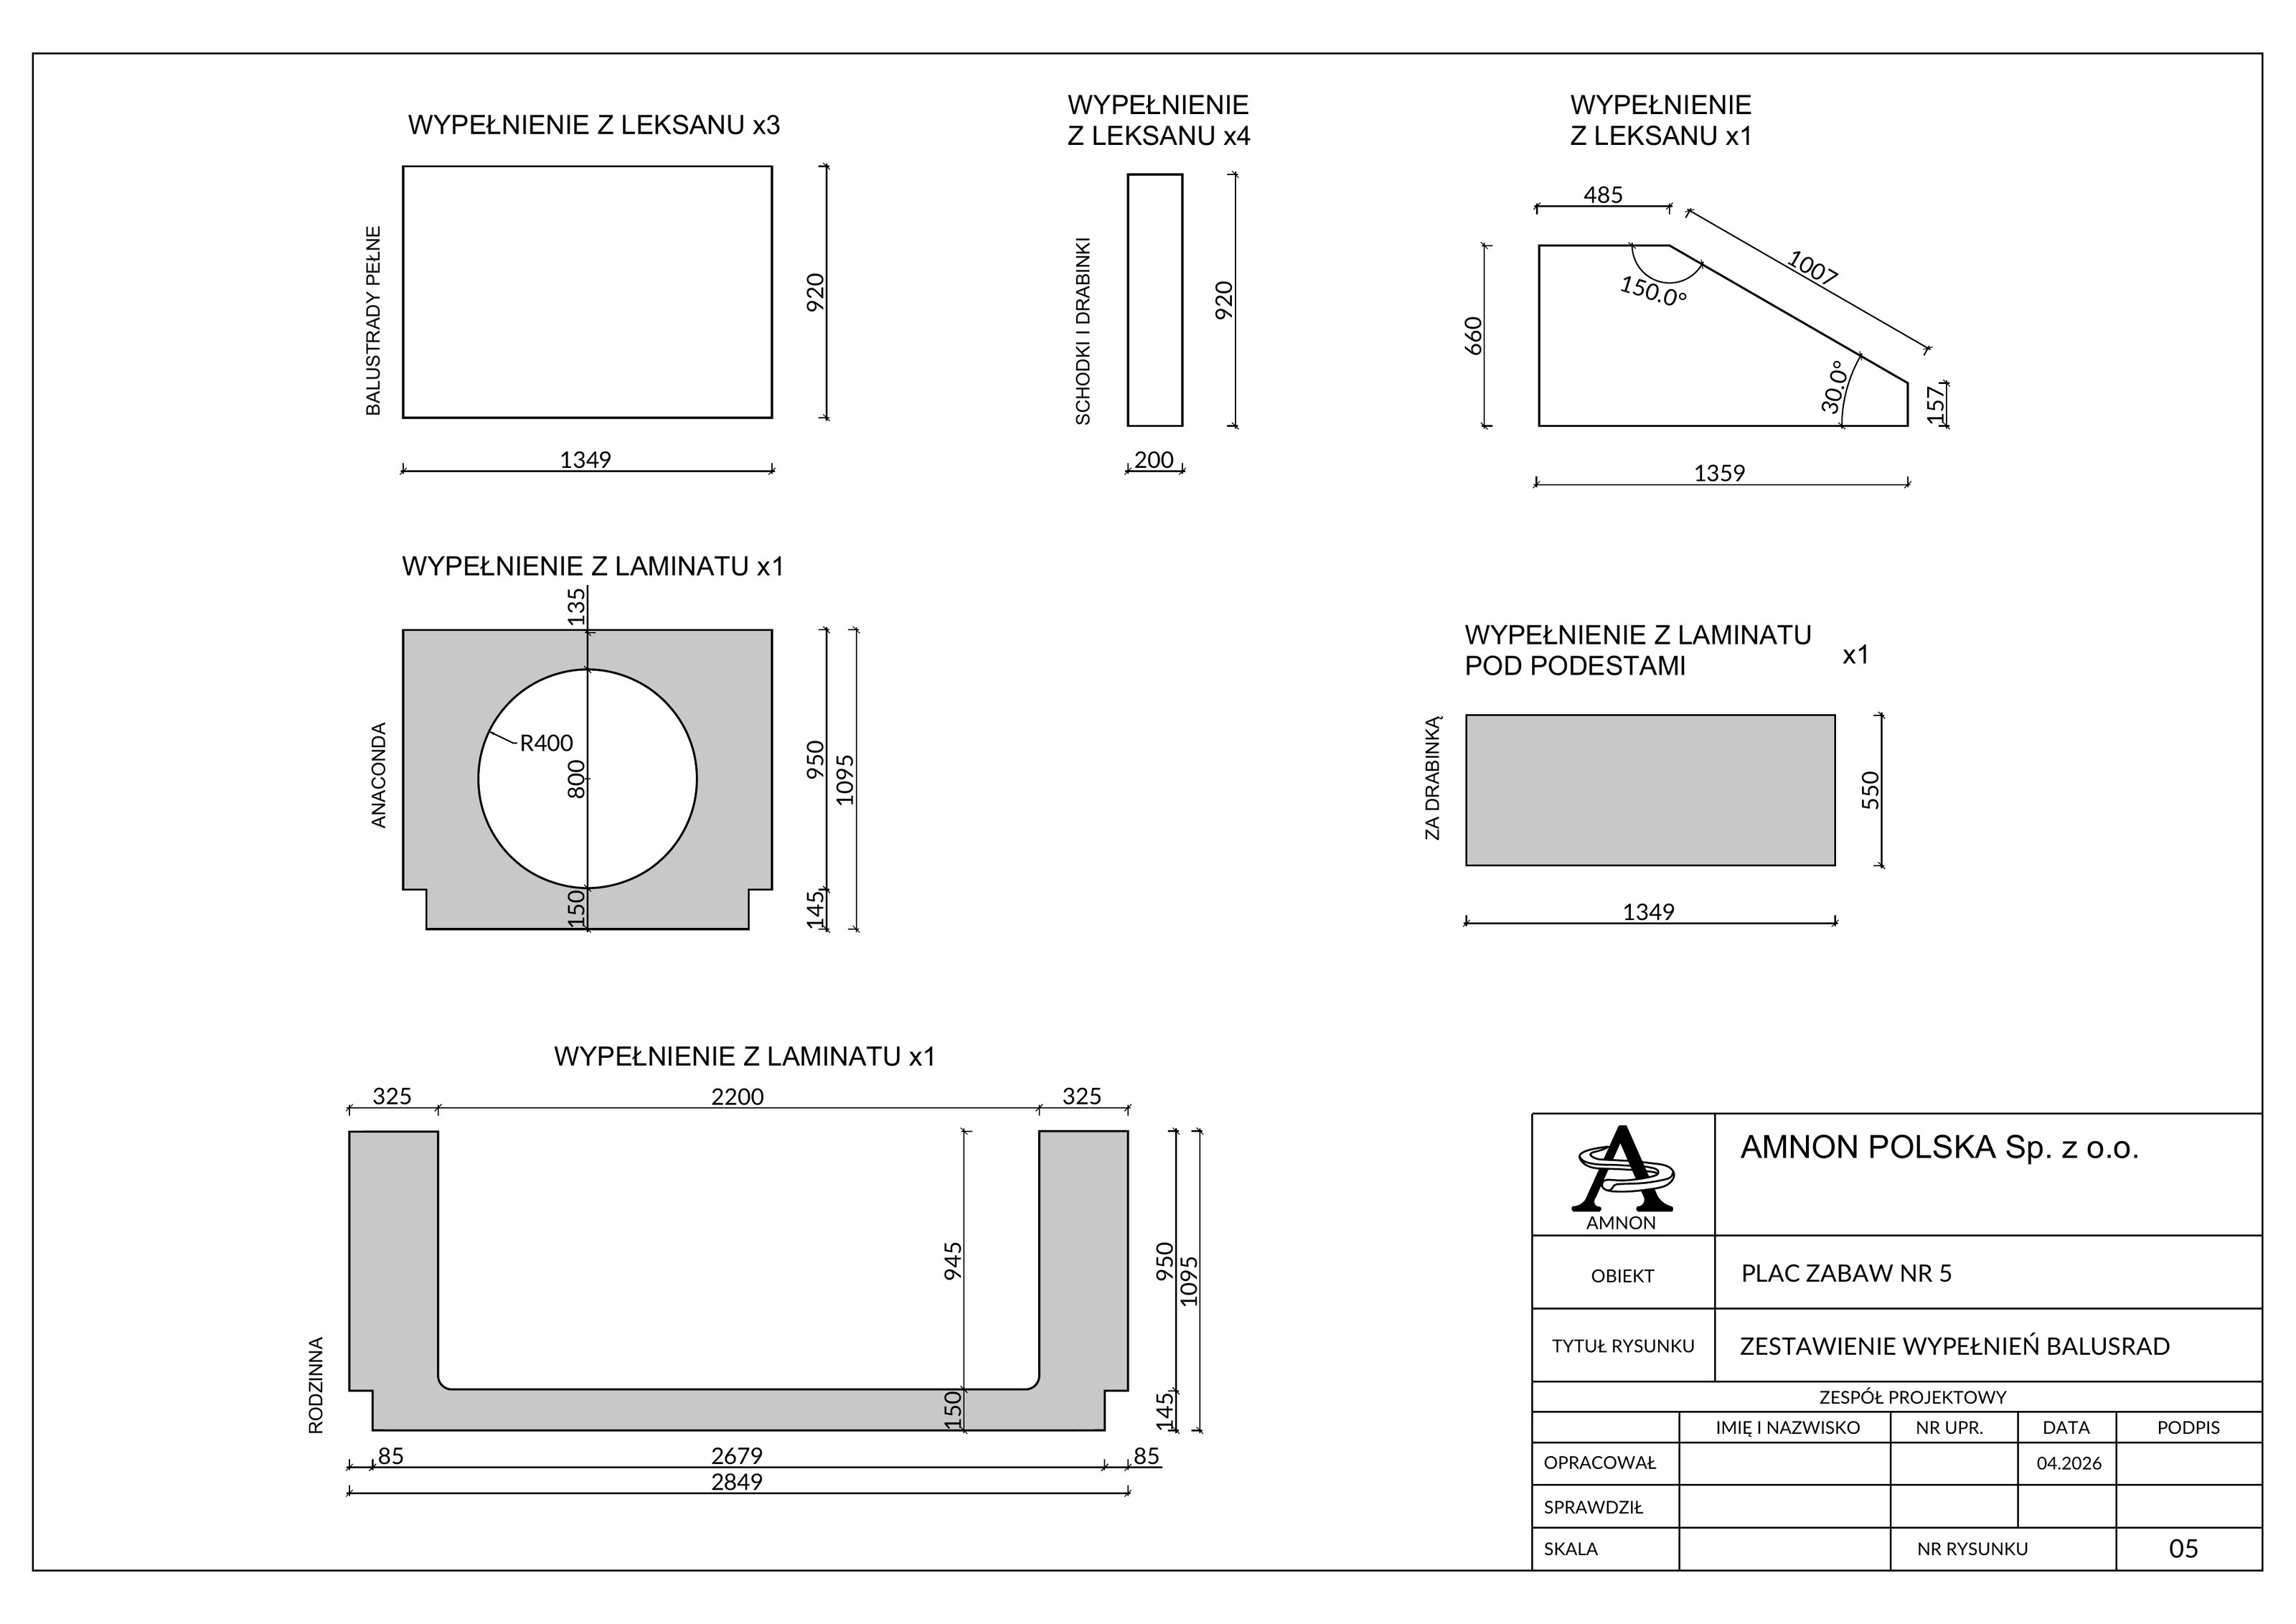 WYPEŁNIENIE Z LEKSANU x3
BALUSTRADY PEŁNE
920
1349
WYPEŁNIENIE
Z LEKSANU x4
SCHODKI I DRABINKI
920
200
WYPEŁNIENIE
Z LEKSANU x1
485
1007
150.0°
660
30.0°
157
1359
WYPEŁNIENIE Z LAMINATU x1
135
ANACONDA
R400
800
950
1095
150
145
WYPEŁNIENIE Z LAMINATU
POD PODESTAMI
x1
ZA DRABINKĄ
550
1349
WYPEŁNIENIE Z LAMINATU x1
325
2200
325
945
950
1095
RODZINNA
150
145
85
2679
85
2849
AMNON
AMNON POLSKA Sp. z o.o.
OBIEKT
PLAC ZABAW NR 5
TYTUŁ RYSUNKU
ZESTAWIENIE WYPEŁNIEŃ BALUSRAD
ZESPÓŁ PROJEKTOWY
IMIĘ I NAZWISKO
NR UPR.
DATA
PODPIS
OPRACOWAŁ
04.2026
SPRAWDZIŁ
SKALA
NR RYSUNKU
05